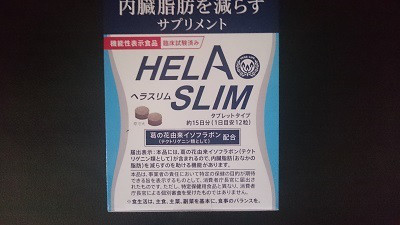 内臓脂肪を減らす
サプリメント
機能性表示食品 臨床試験済み
HELA
ヘラスリム
SLIM
タブレットタイプ
約15日分(1日目安12粒)
葛の花由来イソフラボン
(テクトリゲニン類として)
配合
届出表示:本品には、葛の花由来イソフラボン(テクト
リゲニン類として)が含まれるので、内臓脂肪(おなかの
脂肪)を減らすのを助ける機能があります。
本品は、事業者の責任において特定の保健の目的が期待
できる旨を表示するものとして、消費者庁長官に届出さ
れたものです。ただし、特定保健用食品と異なり、消費者
庁長官による個別審査を受けたものではありません。
※食生活は、主食、主菜、副菜を基本に、食事のバランスを。